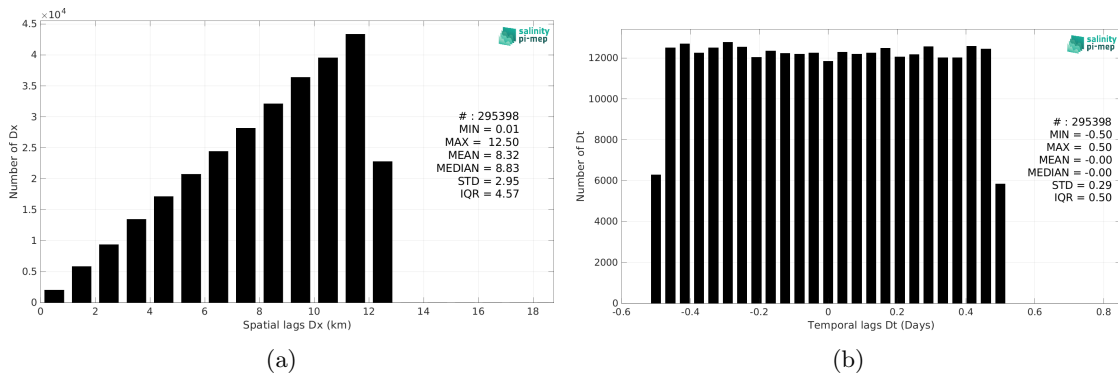 ×10⁴
4.5
4
3.5
3
2.5
2
1.5
1
0.5
0
Number of Dx
0 2 4 6 8 10 12 14 16 18
Spatial lags Dx (km)
salinity
pi-mep
# : 295398
MIN = 0.01
MAX = 12.50
MEAN = 8.32
MEDIAN = 8.83
STD = 2.95
IQR = 4.57
(a)
12000
10000
8000
6000
4000
2000
0
Number of Dt
-0.6 -0.4 -0.2 0 0.2 0.4 0.6 0.8
Temporal lags Dt (Days)
salinity
pi-mep
# : 295398
MIN = -0.50
MAX = 0.50
MEAN = -0.00
MEDIAN = -0.00
STD = 0.29
IQR = 0.50
(b)